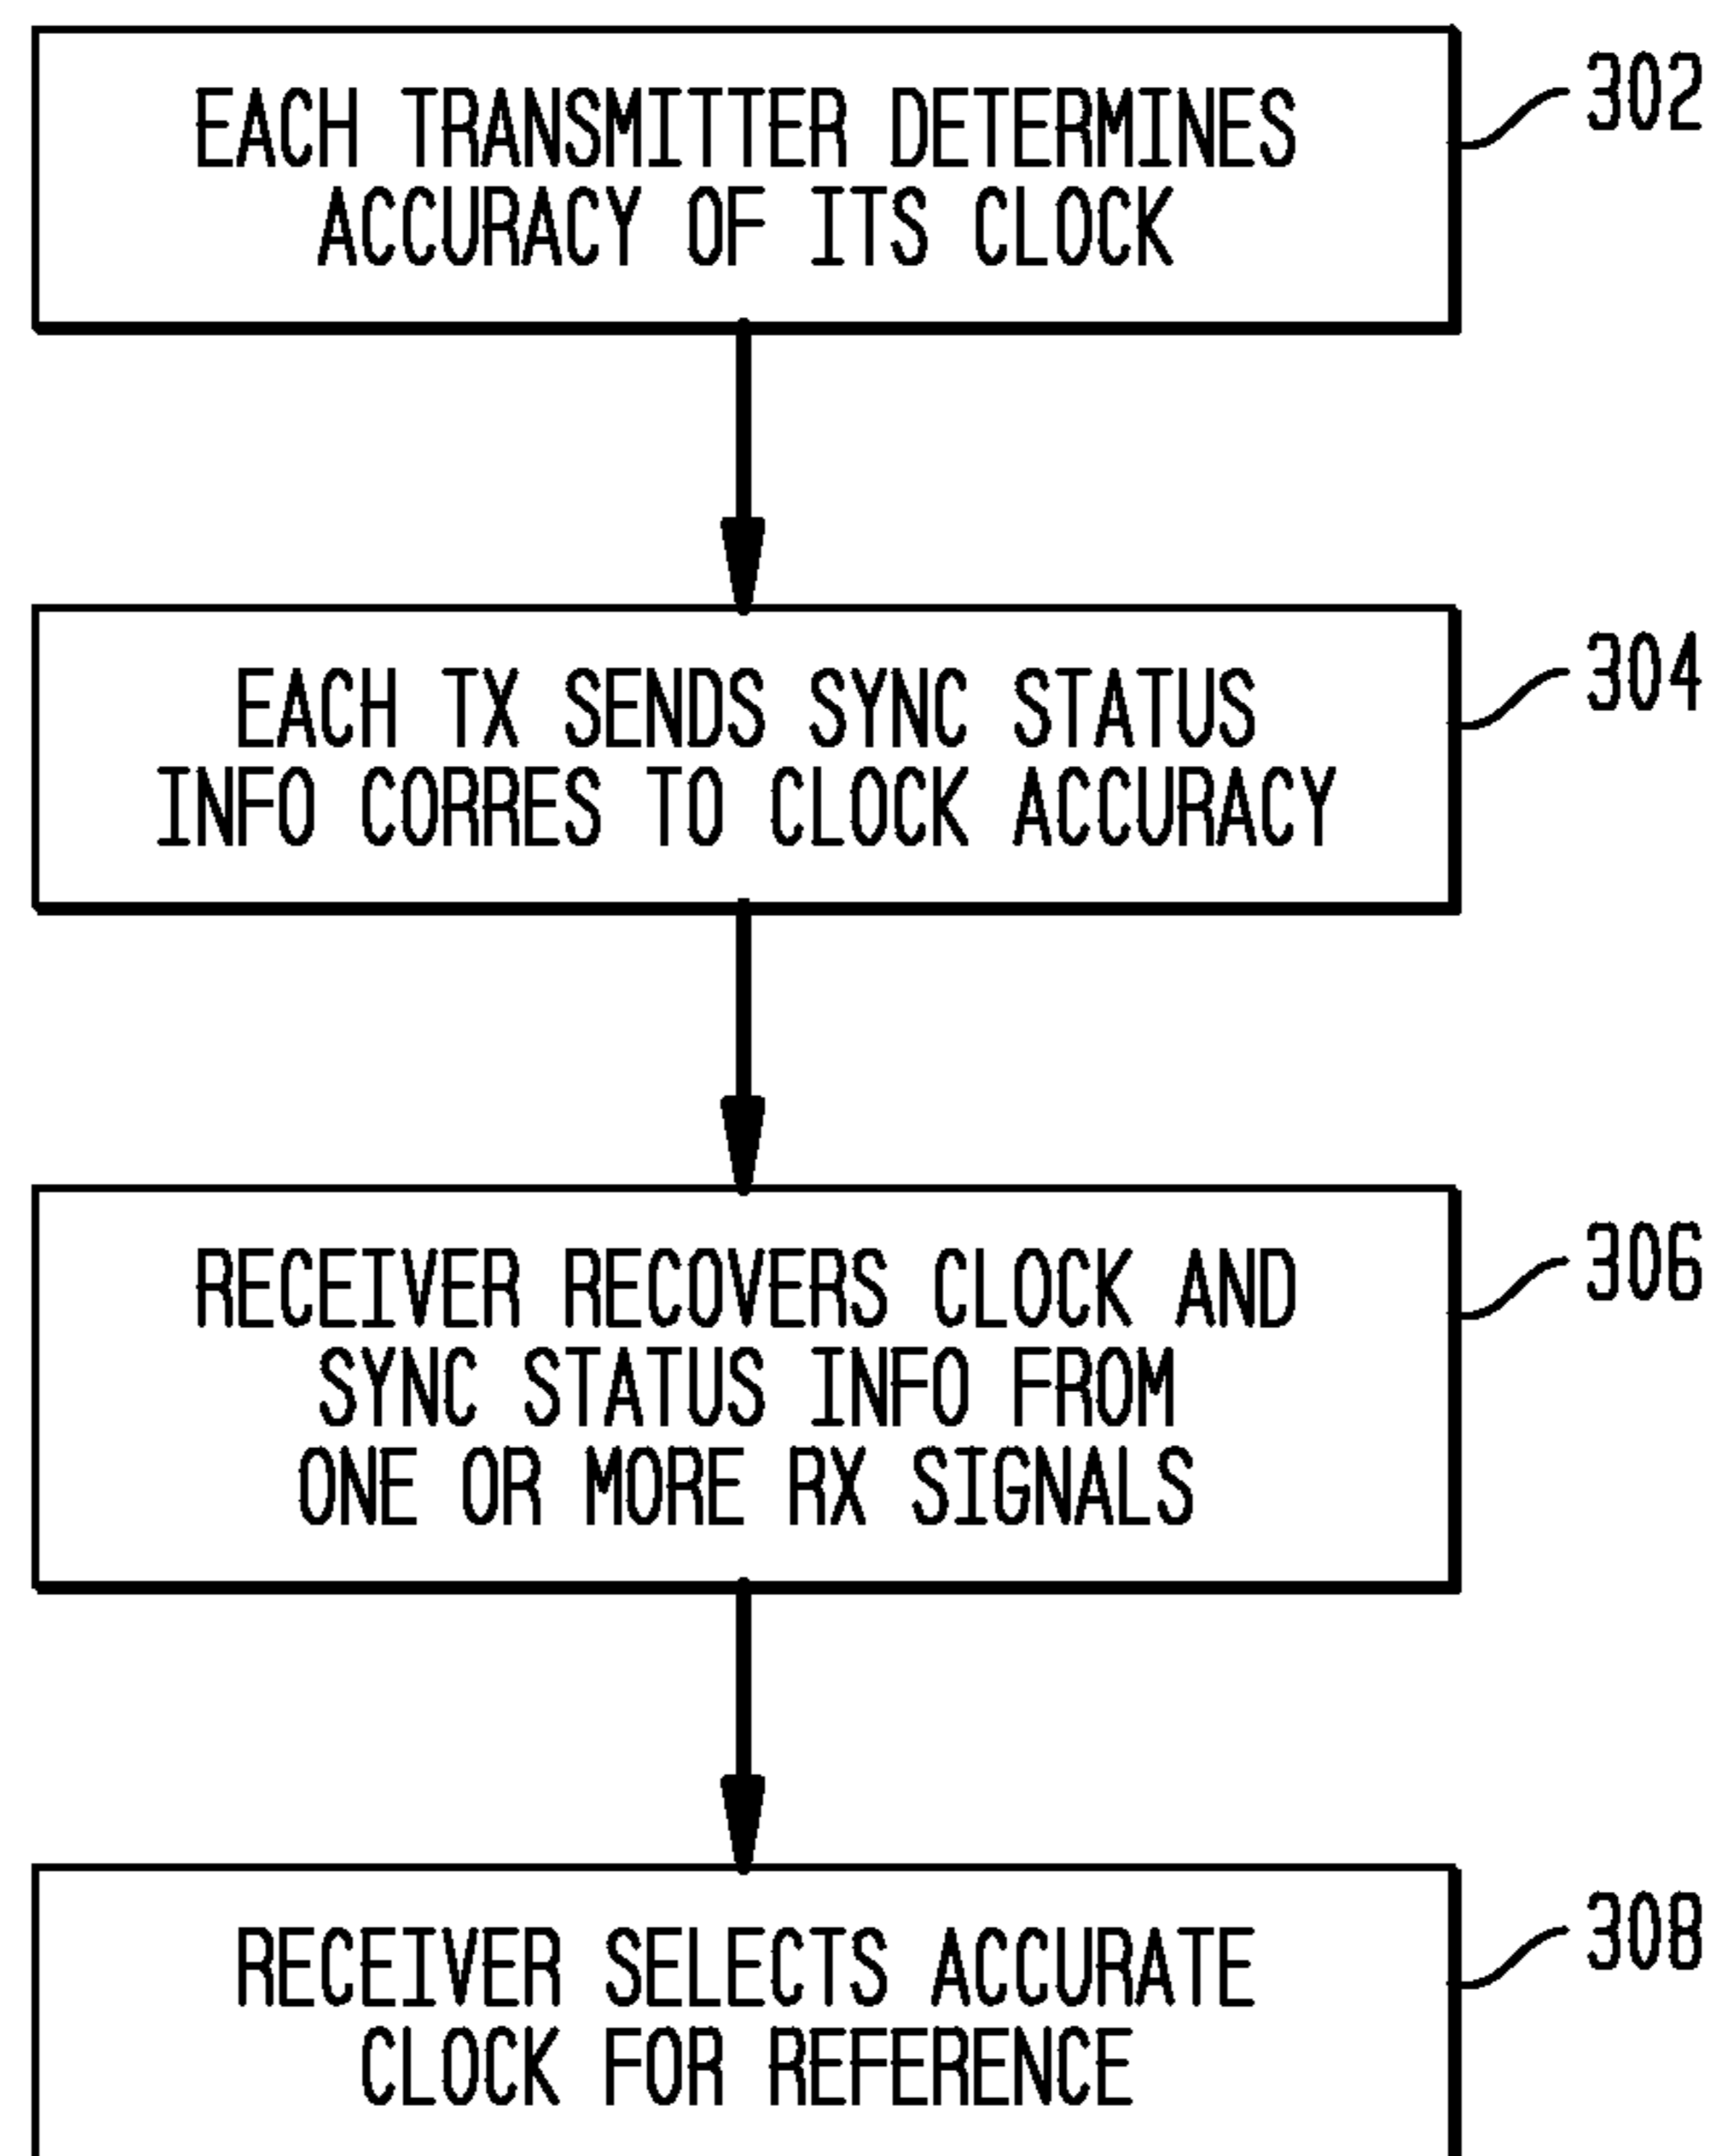 EACH TRANSMITTER DETERMINES
ACCURACY OF ITS CLOCK
302
EACH TX SENDS SYNC STATUS
INFO CORRES TO CLOCK ACCURACY
304
RECEIVER RECOVERS CLOCK AND
SYNC STATUS INFO FROM
ONE OR MORE RX SIGNALS
306
RECEIVER SELECTS ACCURATE
CLOCK FOR REFERENCE
308